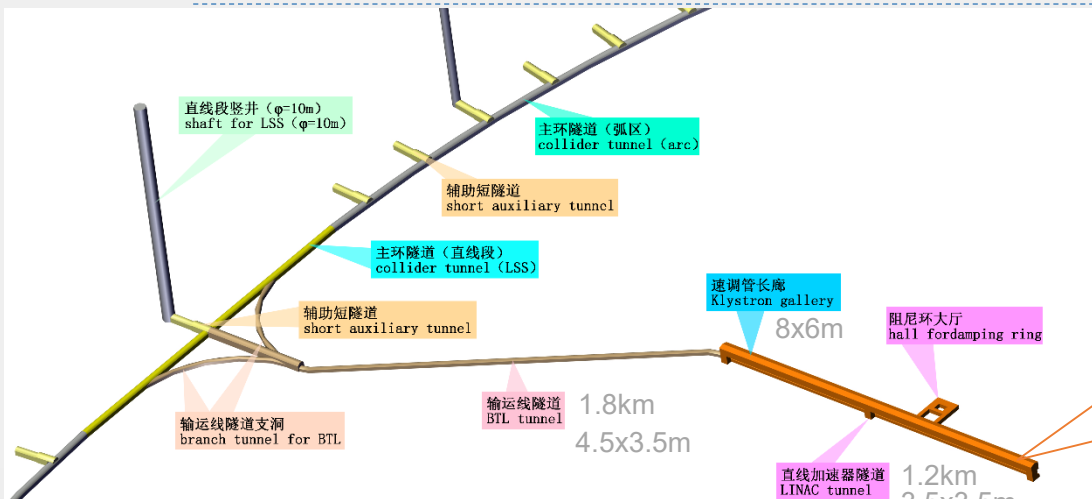 直线段竖井（φ=10m）
shaft for LSS（φ=10m）
主环隧道（弧区）
collider tunnel（arc）
辅助短隧道
short auxiliary tunnel
主环隧道（直线段）
collider tunnel（LSS）
速调管长廊
Klystron gallery
8x6m
辅助短隧道
short auxiliary tunnel
阻尼环大厅
hall fordamping ring
输运线隧道
BTL tunnel
1.8km
4.5x3.5m
输运线隧道支洞
branch tunnel for BTL
直线加速器隧道
LINAC tunnel
1.2km